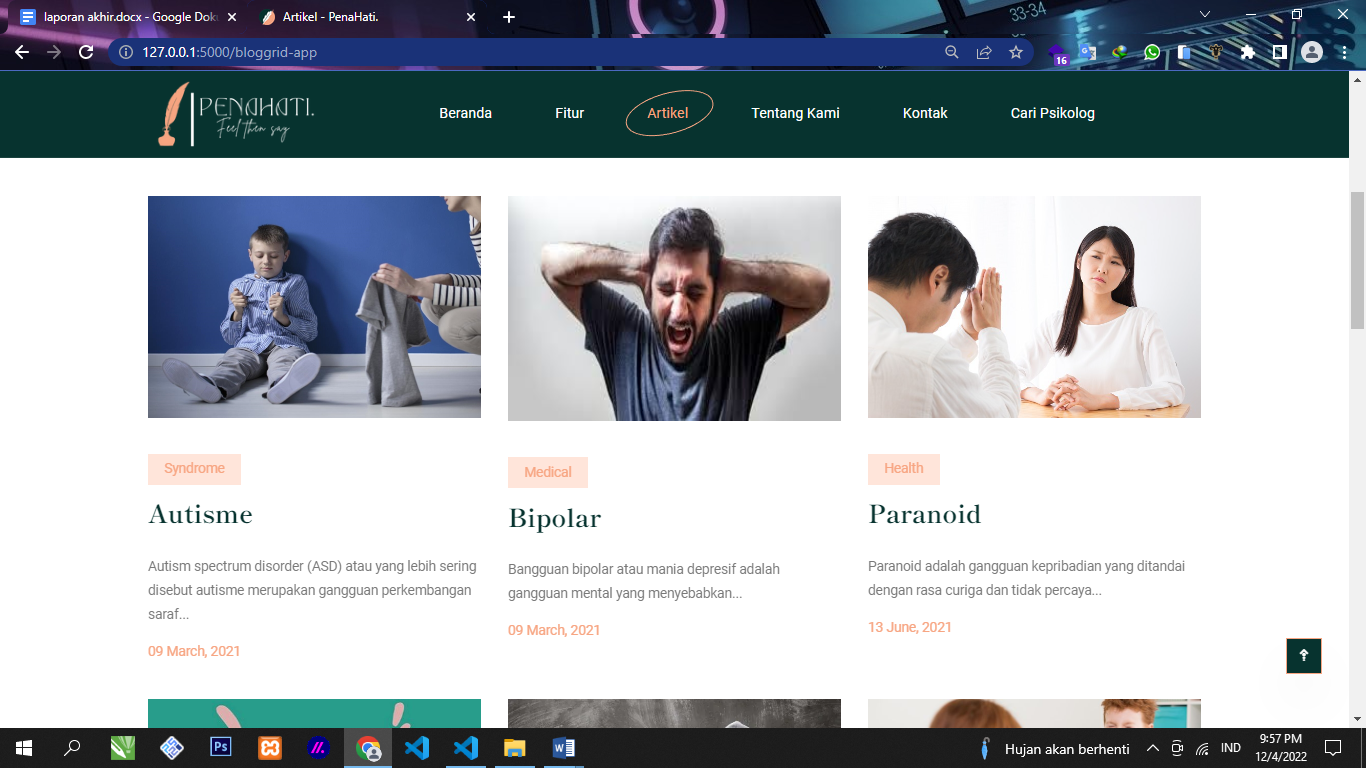 laporan akhir.docx - Google Dok
Artikel - PenaHati.
127.0.0.1:5000/bloggrid-app
16
33-34
PENAHATI.
Feel then say
Beranda
Fitur
Artikel
Tentang Kami
Kontak
Cari Psikolog
Syndrome
Autisme
Autism spectrum disorder (ASD) atau yang lebih sering
disebut autisme merupakan gangguan perkembangan
saraf...
09 March, 2021
Medical
Bipolar
Bangguan bipolar atau mania depresif adalah
gangguan mental yang menyebabkan...
09 March, 2021
Health
Paranoid
Paranoid adalah gangguan kepribadian yang ditandai
dengan rasa curiga dan tidak percaya...
13 June, 2021
Ps
Hujan akan berhenti
IND
9:57 PM
12/4/2022